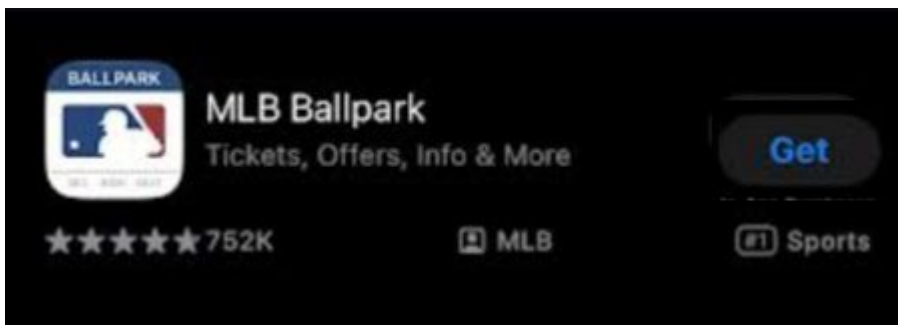 BALLPARK
MLB Ballpark
Tickets, Offers, Info & More
Get
752K
MLB
#1 Sports